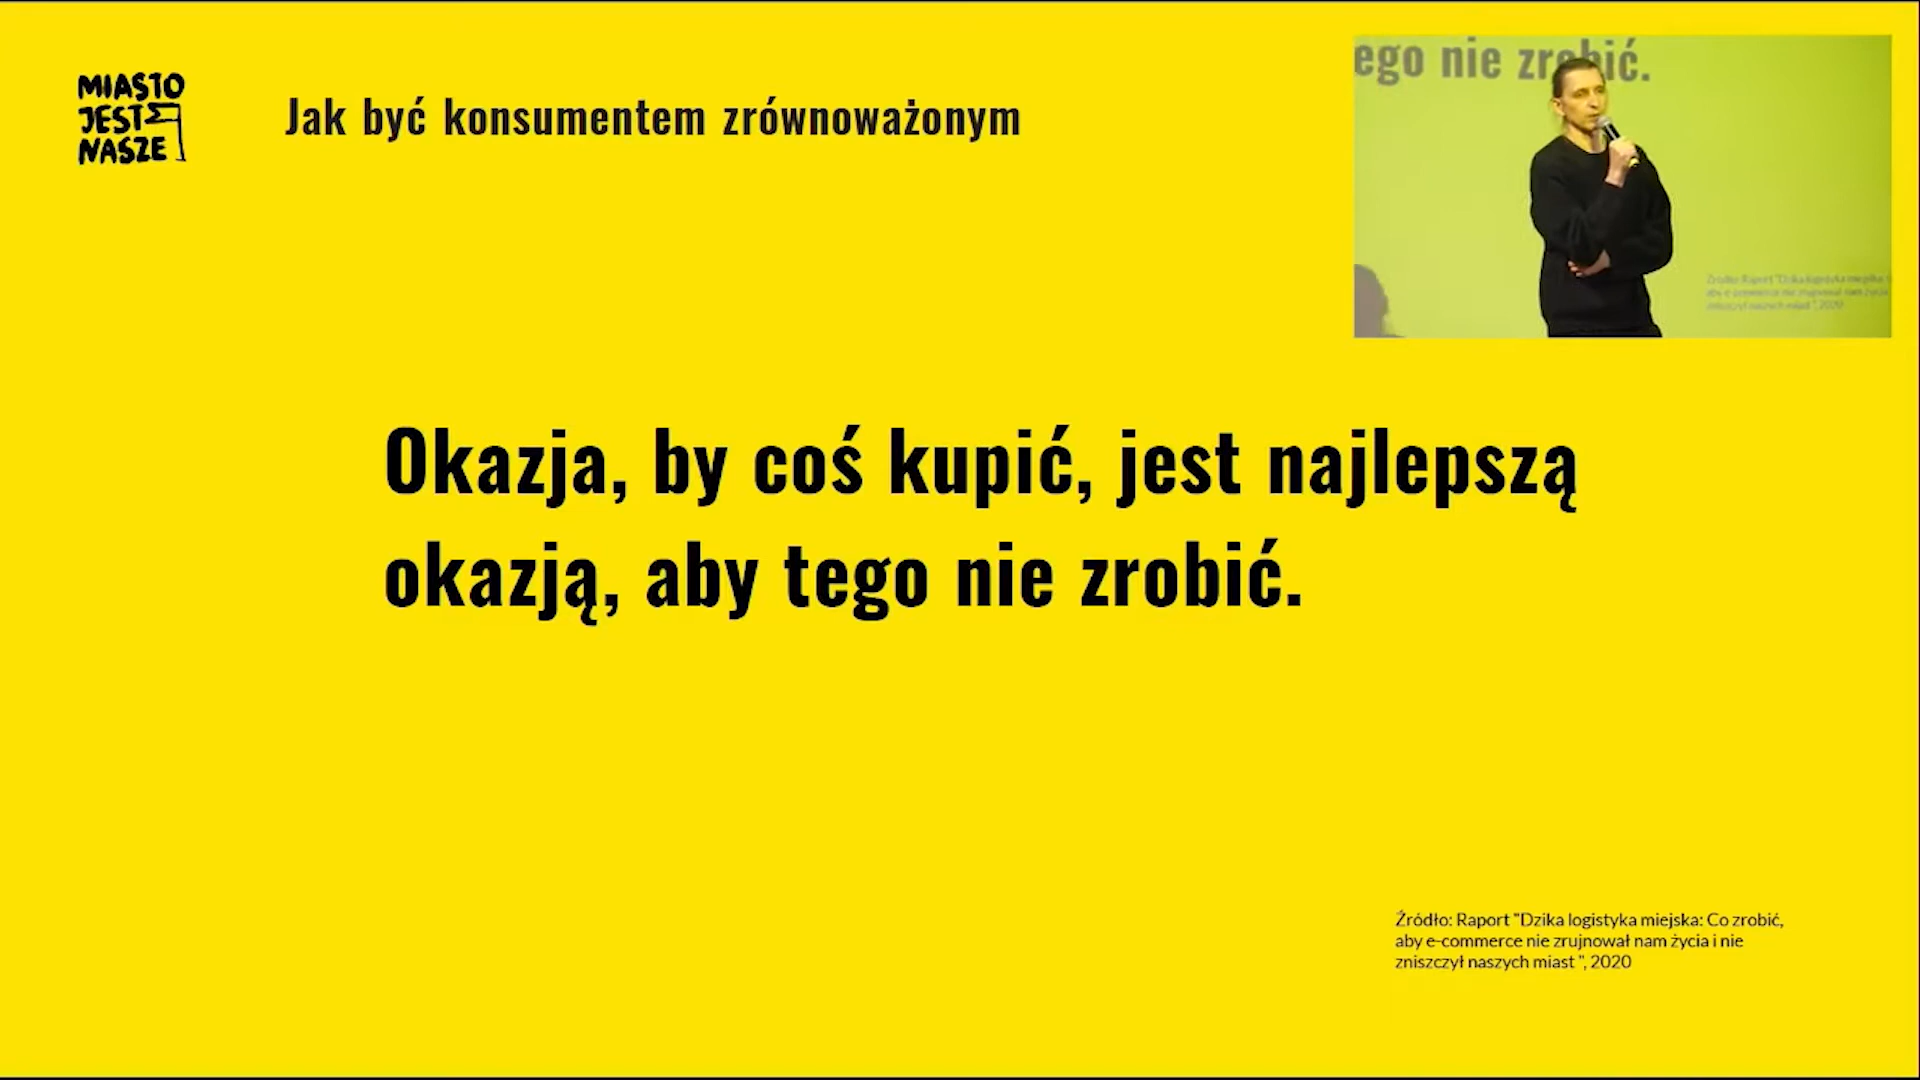 MIASTO
JEST
NASZE
Jak być konsumentem zrównoważonym
ego nie zrobić.
Okazja, by coś kupić, jest najlepszą
okazją, aby tego nie zrobić.
Źródło: Raport "Dzika logistyka miejska: Co zrobić,
aby e-commerce nie zrujnował nam życia i nie
zniszczył naszych miast ", 2020